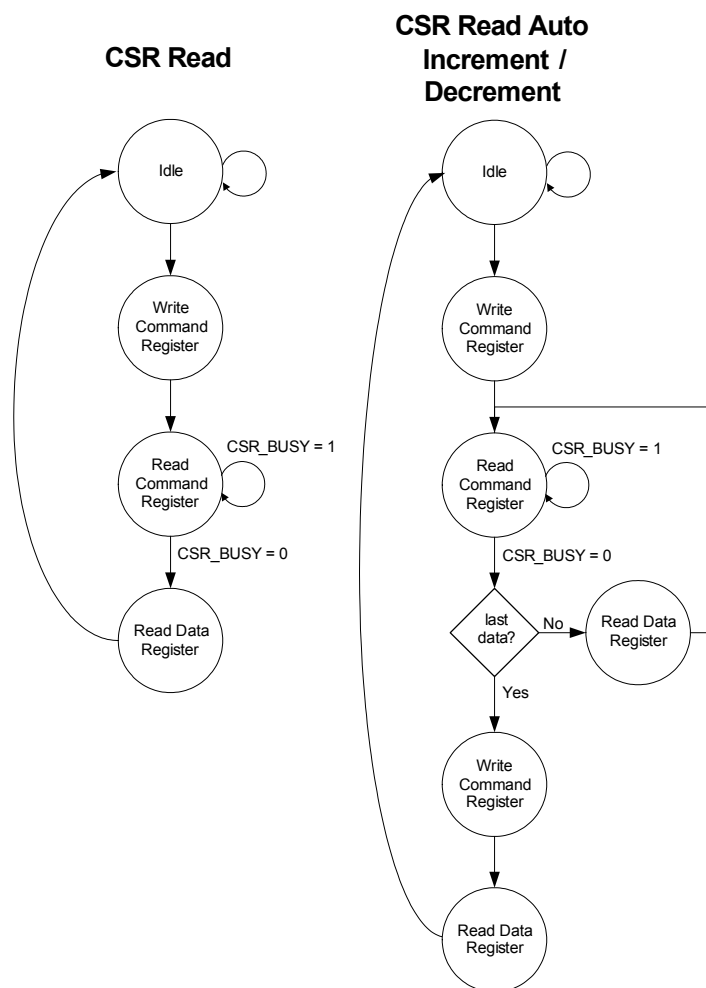 CSR Read
Idle
Write
Command
Register
Read
Command
Register
CSR_BUSY = 1
CSR_BUSY = 0
Read Data
Register
CSR Read Auto
Increment /
Decrement
Idle
Write
Command
Register
Read
Command
Register
CSR_BUSY = 1
CSR_BUSY = 0
last
data?
No
Read Data
Register
Yes
Write
Command
Register
Read Data
Register